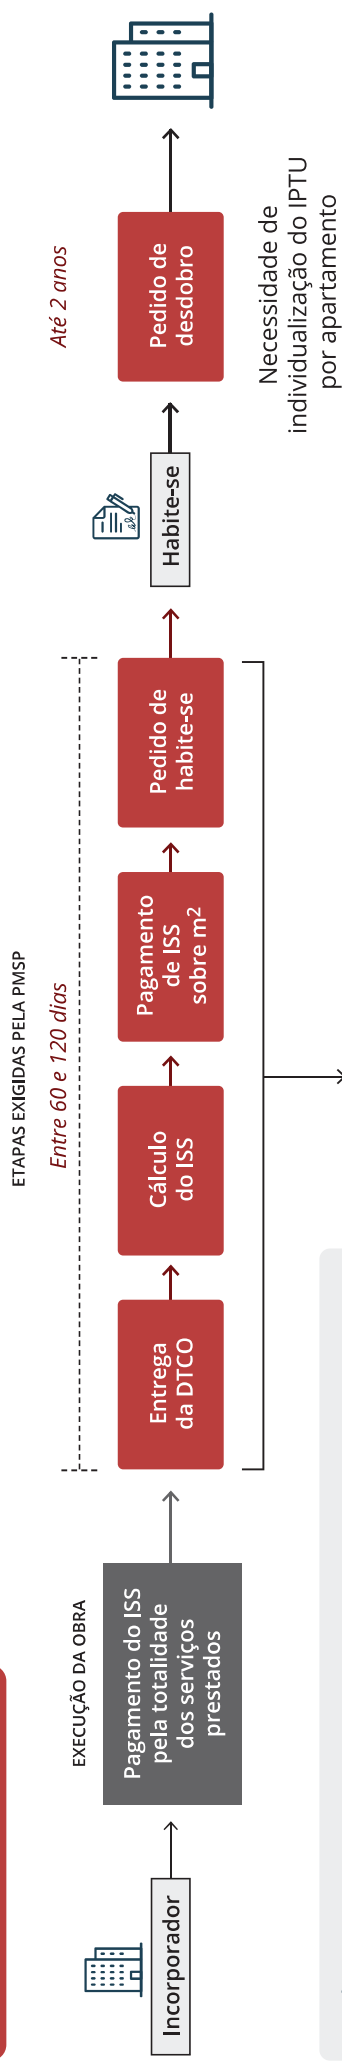 ETAPAS EXIGIDAS PELA PMSP
Entre 60 e 120 dias
Até 2 anos
EXECUÇÃO DA OBRA
Incorporador
Pagamento do ISS
pela totalidade
dos serviços
prestados
Entrega
da DTCO
Cálculo
do ISS
Pagamento
de ISS
sobre m²
Pedido de
habite-se
Habite-se
Pedido de
desdobro
Necessidade de
individualização do IPTU
por apartamento